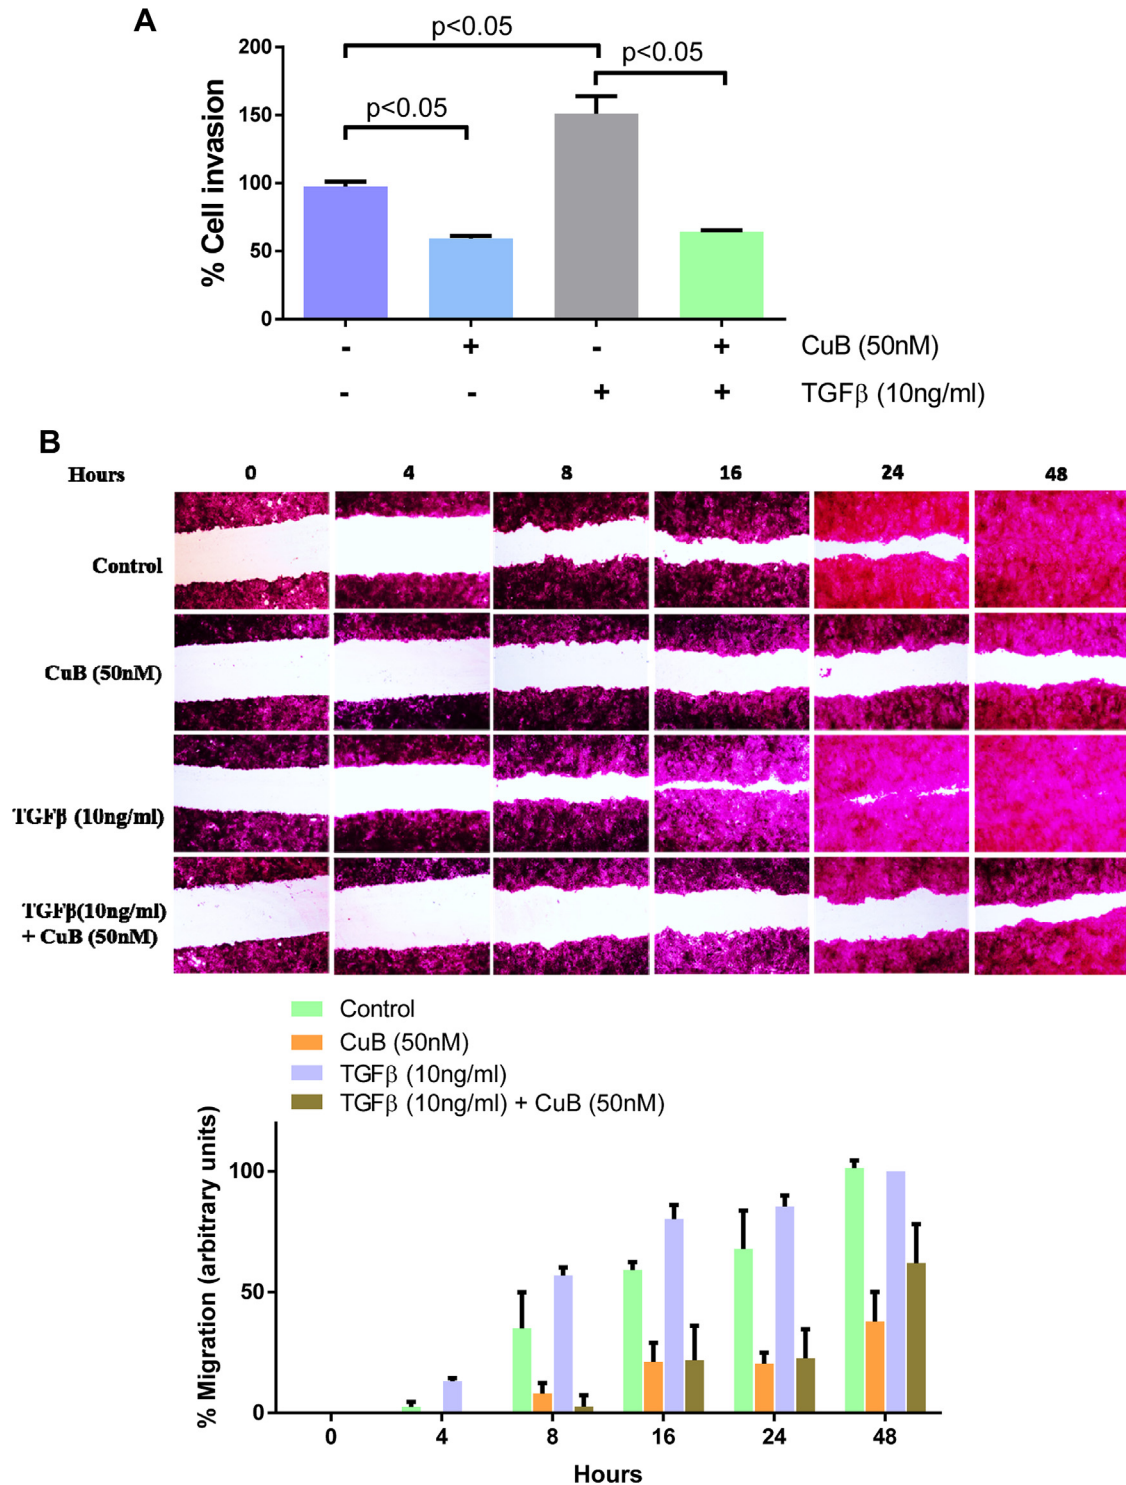 A
p<0.05
p<0.05
p<0.05
% Cell invasion
200
150
100
50
0
- + - + CuB (50nM)
- - + + TGFβ (10ng/ml)
B
Hours 0 4 8 16 24 48
Control
CuB (50nM)
TGFβ (10ng/ml)
TGFβ(10ng/ml)
+ CuB (50nM)
Control
CuB (50nM)
TGFβ (10ng/ml)
TGFβ (10ng/ml) + CuB (50nM)
% Migration (arbitrary units)
100
50
0
0 4 8 16 24 48
Hours